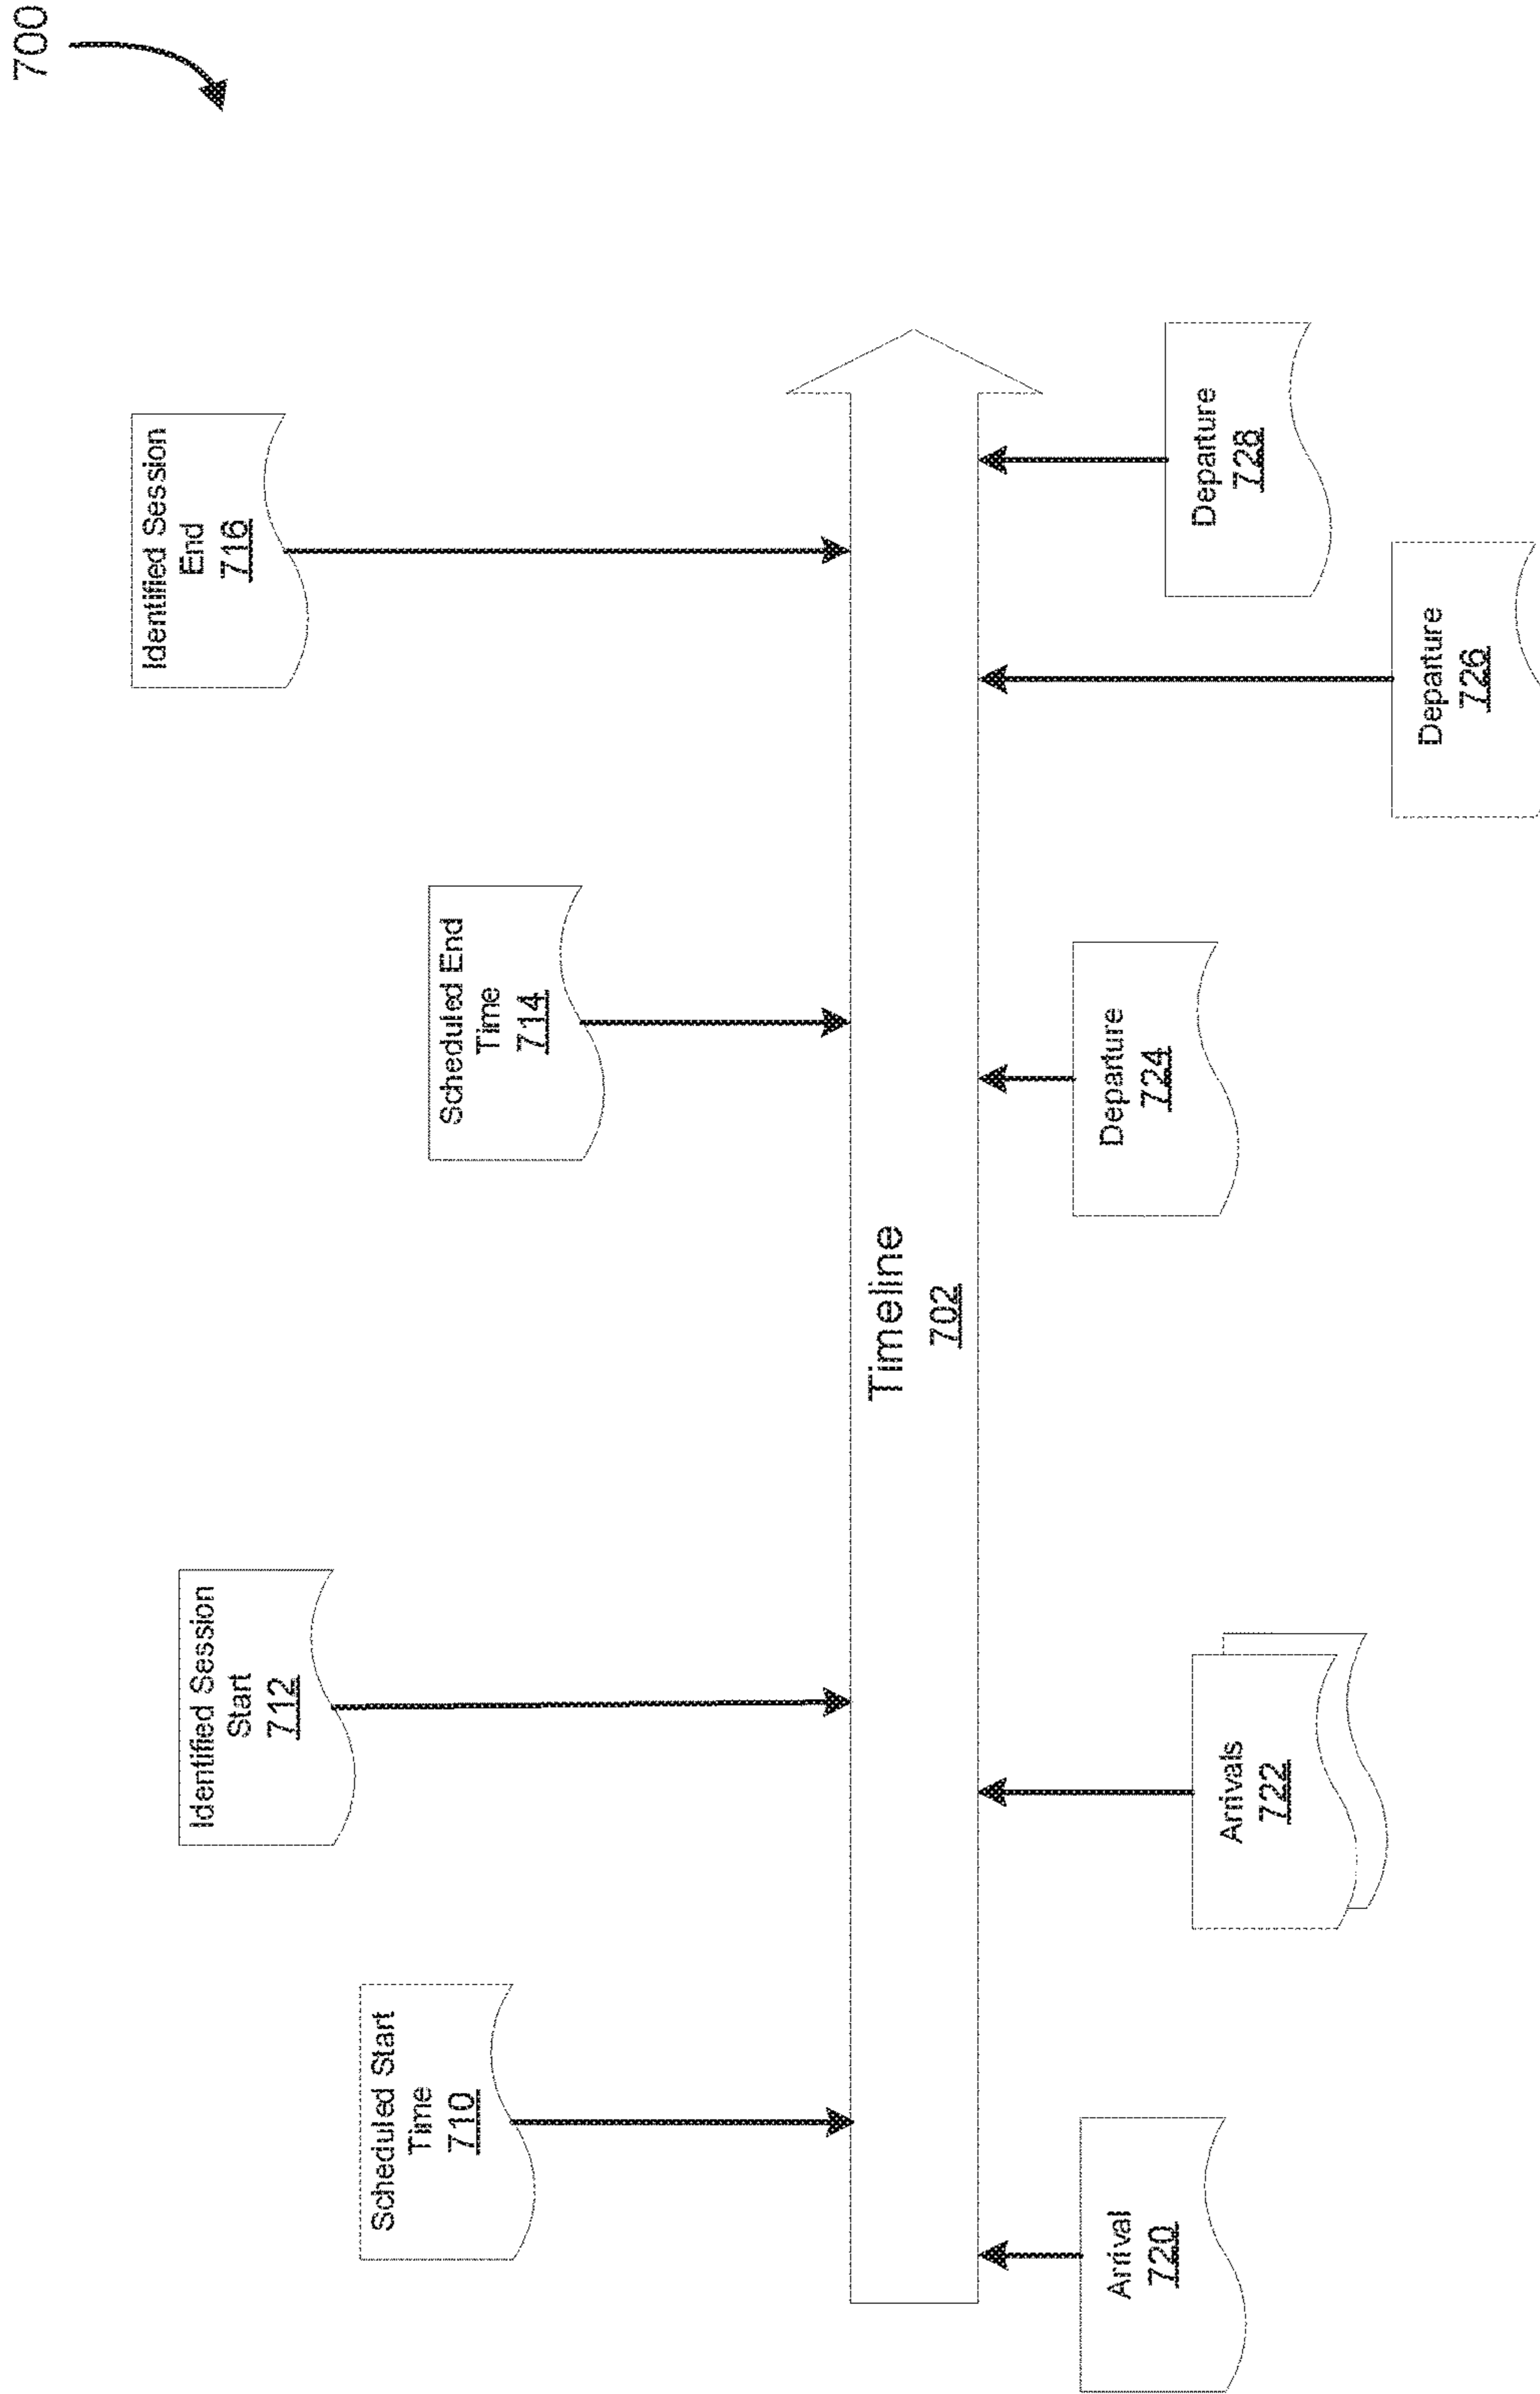 700
Scheduled Start
Time
710
Identified Session
Start
712
Scheduled End
Time
714
Identified Session
End
716
Timeline
702
Arrival
720
Arrivals
722
Departure
724
Departure
726
Departure
728